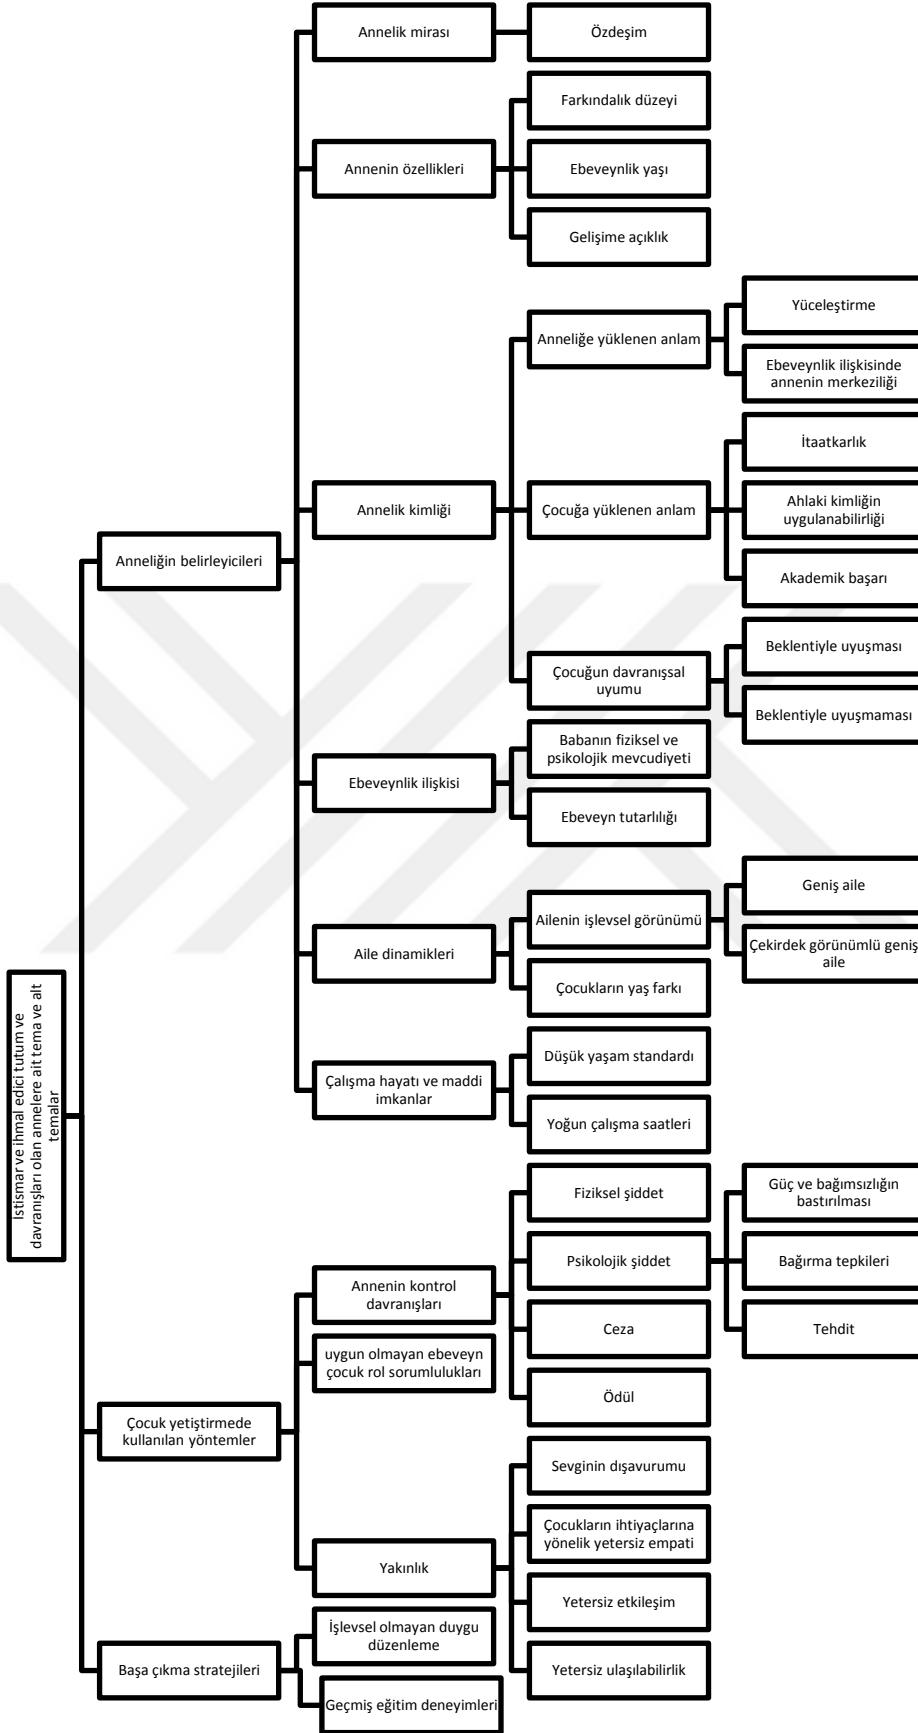 İstismar ve ihmal edici tutum ve
davranışları olan annelere ait tema ve alt
temalar
Anneliğin belirleyicileri
Annelik mirası
Özdeşim
Annenin özellikleri
Farkındalık düzeyi
Ebeveynlik yaşı
Gelişime açıklık
Annelik kimliği
Anneliğe yüklenen anlam
Yüceleştirme
Ebeveynlik ilişkisinde
annenin merkeziliği
Çocuğa yüklenen anlam
İtaatkarlık
Ahlaki kimliğin
uygulanabilirliği
Akademik başarı
Çocuğun davranışsal
uyumu
Beklentiyle uyuşması
Beklentiyle uyuşmaması
Ebeveynlik ilişkisi
Babanın fiziksel ve
psikolojik mevcudiyeti
Ebeveyn tutarlılığı
Aile dinamikleri
Ailenin işlevsel görünümü
Geniş aile
Çekirdek görünümlü geniş
aile
Çocukların yaş farkı
Çalışma hayatı ve maddi
imkanlar
Düşük yaşam standardı
Yoğun çalışma saatleri
Çocuk yetiştirmede
kullanılan yöntemler
Annenin kontrol
davranışları
Fiziksel şiddet
Psikolojik şiddet
Güç ve bağımsızlığın
bastırılması
Bağırma tepkileri
Tehdit
Ceza
Ödül
uygun olmayan ebeveyn
çocuk rol sorumlulukları
Yakınlık
Sevginin dışavurumu
Çocukların ihtiyaçlarına
yönelik yetersiz empati
Yetersiz etkileşim
Yetersiz ulaşılabilirlik
Başa çıkma stratejileri
İşlevsel olmayan duygu
düzenleme
Geçmiş eğitim deneyimleri